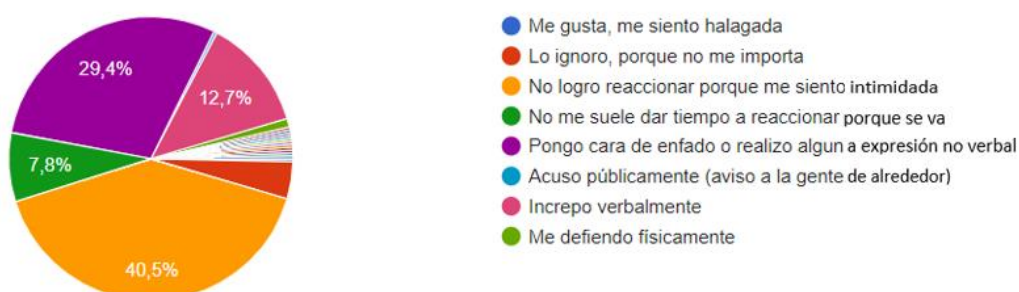 29,4%
12,7%
7,8%
40,5%
Me gusta, me siento halagada
Lo ignoro, porque no me importa
No logro reaccionar porque me siento intimidada
No me suele dar tiempo a reaccionar porque se va
Pongo cara de enfado o realizo algun a expresión no verbal
Acuso públicamente (aviso a la gente de alrededor)
Increpo verbalmente
Me defiendo físicamente